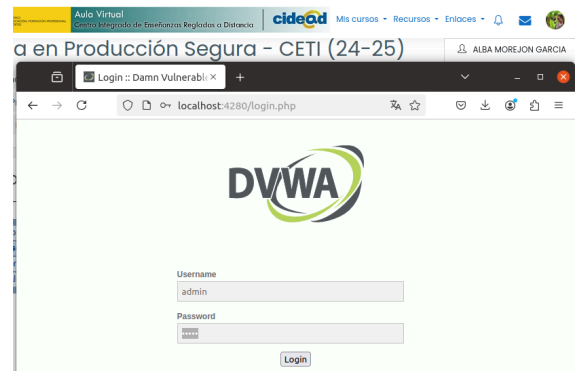 Aula Virtual
Centro Integrado de Enseñanzas Regladas a Distancia
cidead
Mis cursos Recursos Enlaces
a en Producción Segura - CETI (24-25)
ALBA MOREJON GARCIA
Login :: Damn Vulnerable
localhost:4280/login.php
DVWA
Username
admin
Password
•••••
Login